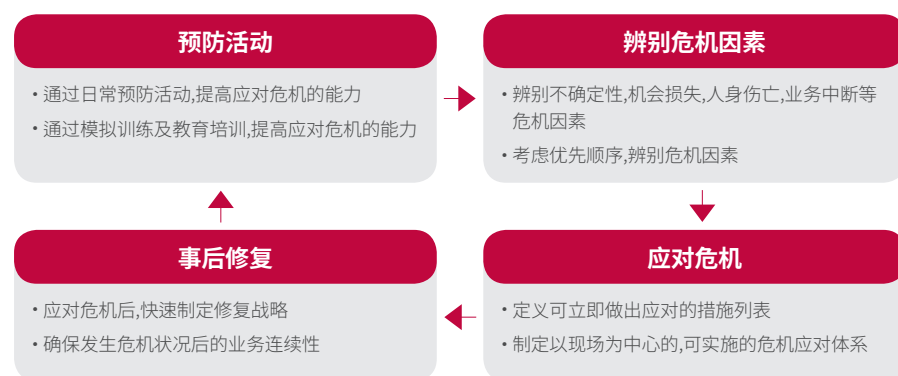 预防活动
• 通过日常预防活动,提高应对危机的能力
• 通过模拟训练及教育培训,提高应对危机的能力
辨别危机因素
• 辨别不确定性,机会损失,人身伤亡,业务中断等
危机因素
• 考虑优先顺序,辨别危机因素
应对危机
• 定义可立即做出应对的措施列表
• 制定以现场为中心的,可实施的危机应对体系
事后修复
• 应对危机后,快速制定修复战略
• 确保发生危机状况后的业务连续性